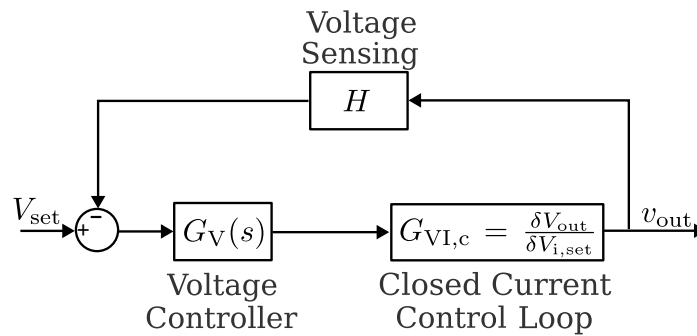 Voltage
Sensing
H
V_set
-
+
G_V(s)
G_VI,c = δV_out / δV_i,set
v_out
Voltage
Controller
Closed Current
Control Loop